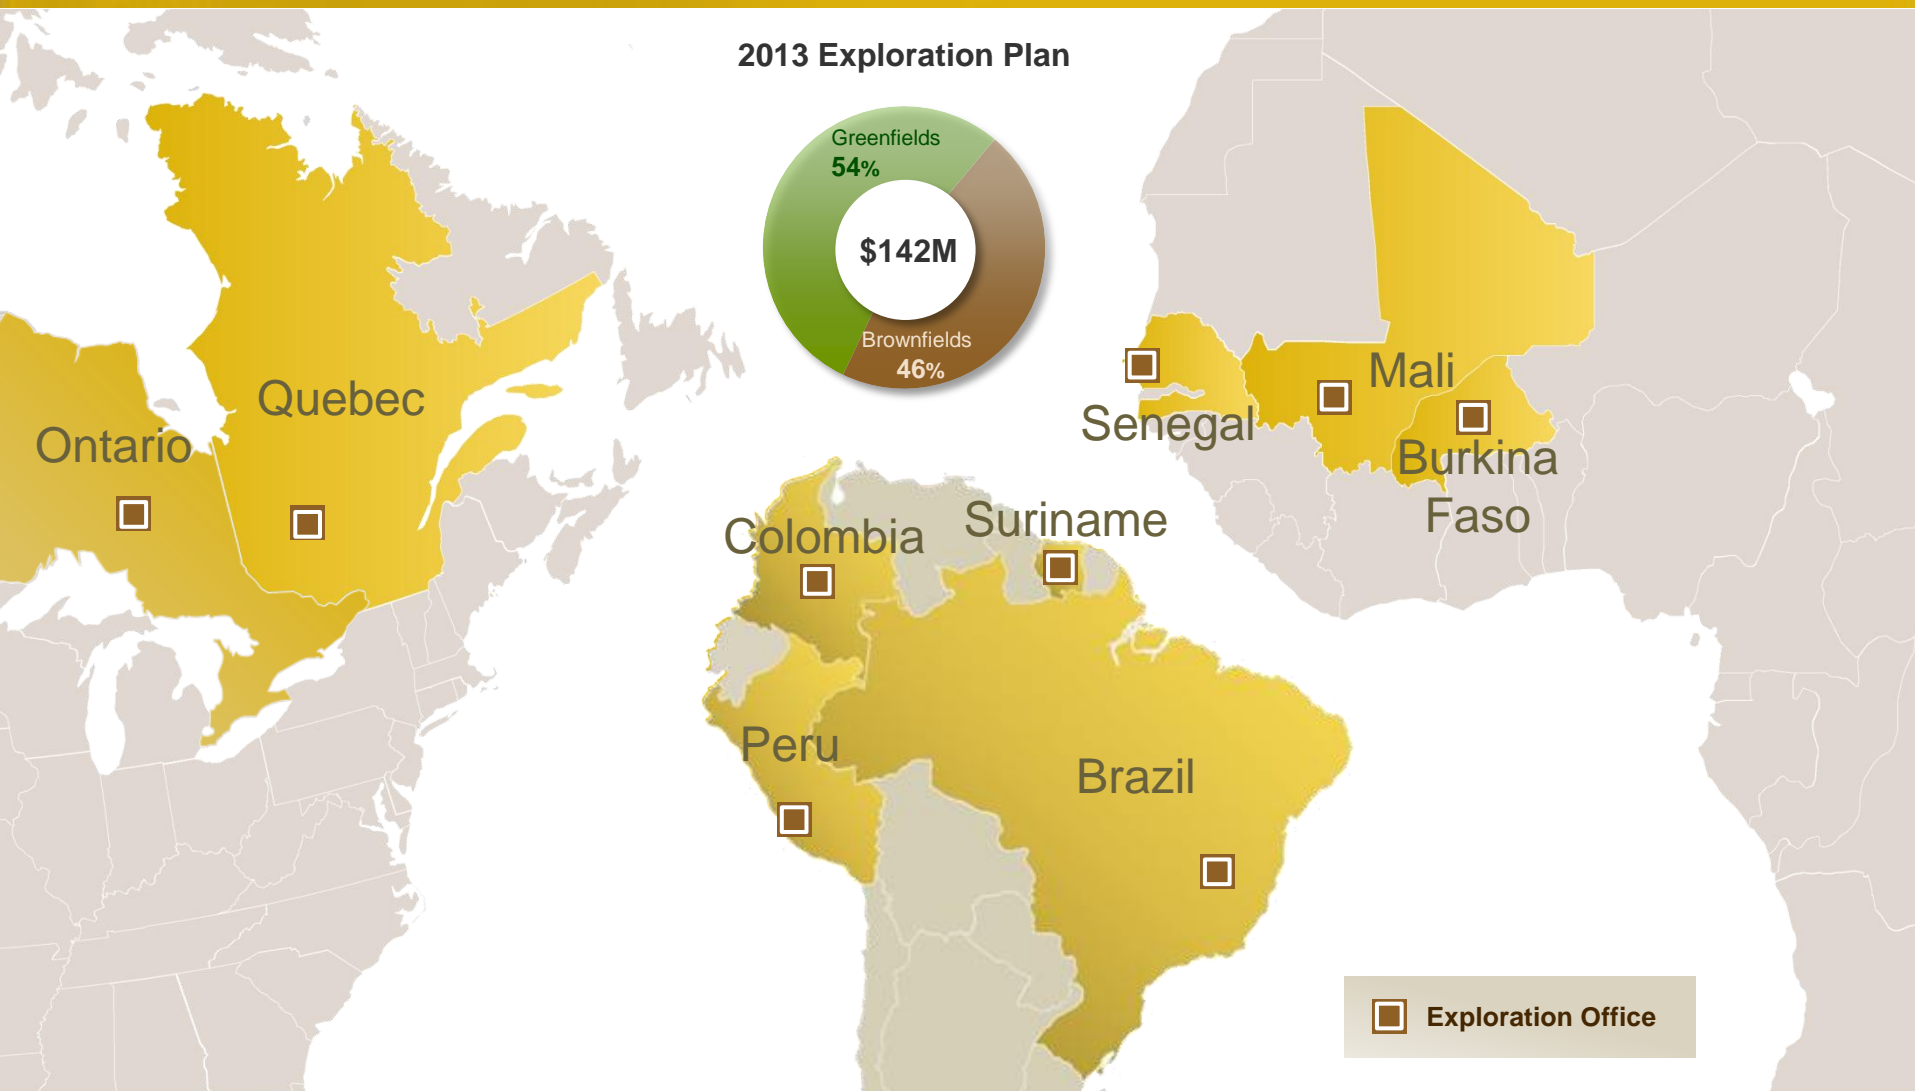 2013 Exploration Plan
Greenfields
54%
$142M
Brownfields
46%
Quebec
Ontario
Mali
Senegal
Burkina
Faso
Suriname
Colombia
Peru
Brazil
Exploration Office